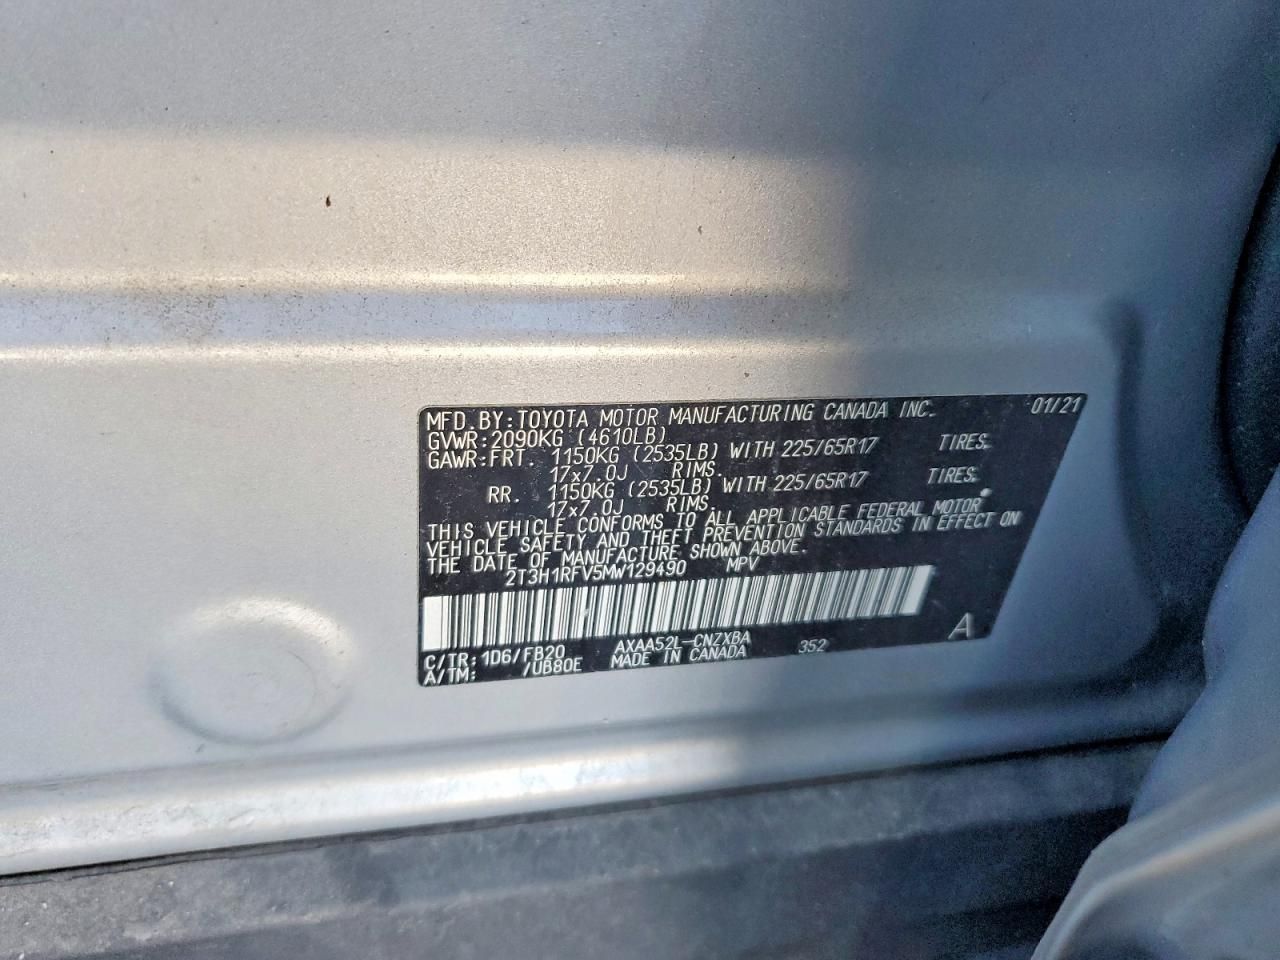 MFD.BY:TOYOTA MOTOR MANUFACTURING CANADA INC. 01/21
GVWR:2090KG (4610LB)
GAWR:FRT. 1150KG (2535LB) WITH 225/65R17 TIRES.
17x7.0J RIMS.
RR. 1150KG (2535LB) WITH 225/65R17 TIRES.
17x7.0J RIMS.
THIS VEHICLE CONFORMS TO ALL APPLICABLE FEDERAL MOTOR
VEHICLE SAFETY AND THEFT PREVENTION STANDARDS IN EFFECT ON
THE DATE OF MANUFACTURE SHOWN ABOVE.
2T3H1RFV5MW129490 MPV
C/TR: 1D6/FB20 AXAA52L-CNZXBA 352 A
A/TM: /UB80E MADE IN CANADA